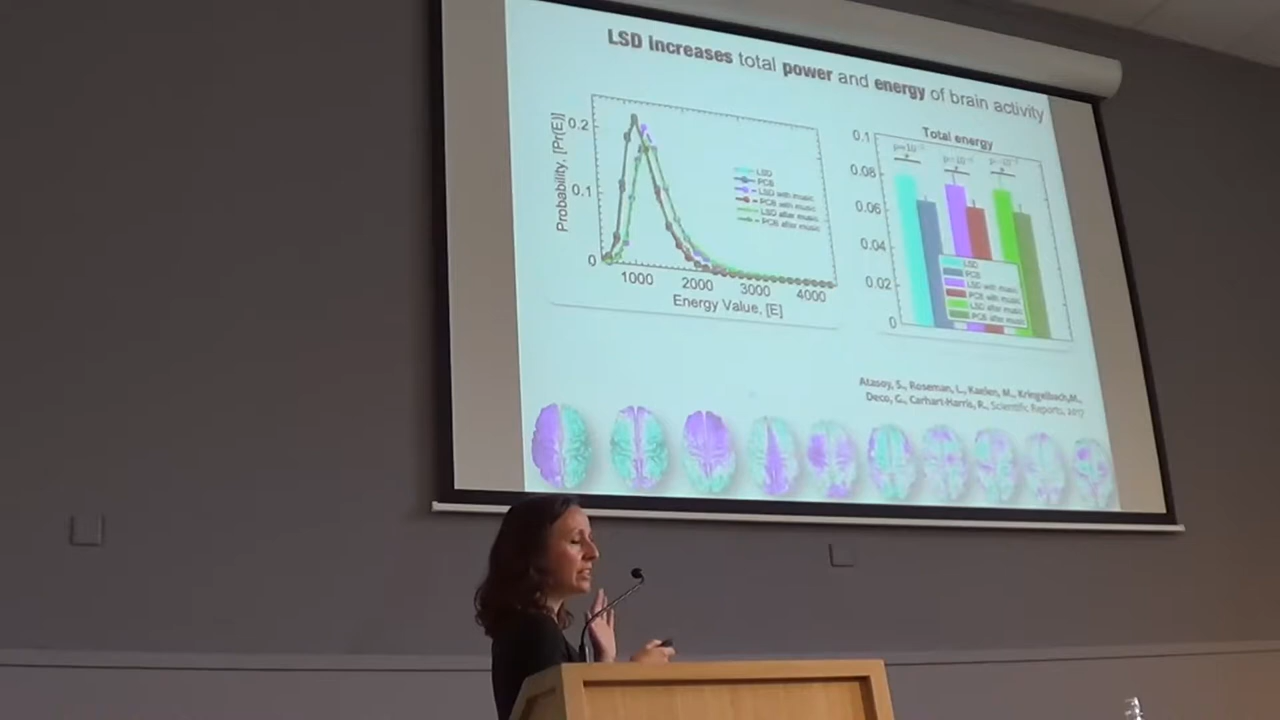 LSD increases total power and energy of brain activity
Probability, [Pr(E)]
0.2
0.1
0
1000 2000 3000 4000
Energy Value, [E]
LSD
PCB
LSD with music
PCB with music
LSD after music
PCB after music
Total energy
0.1
0.08
0.06
0.04
0.02
0
LSD
PCB
LSD with music
PCB with music
LSD after music
PCB after music
Atasoy, S., Roseman, L., Kaelen, M., Kringelbach,M.,
Deco, G., Carhart-Harris, R., Scientific Reports, 2017